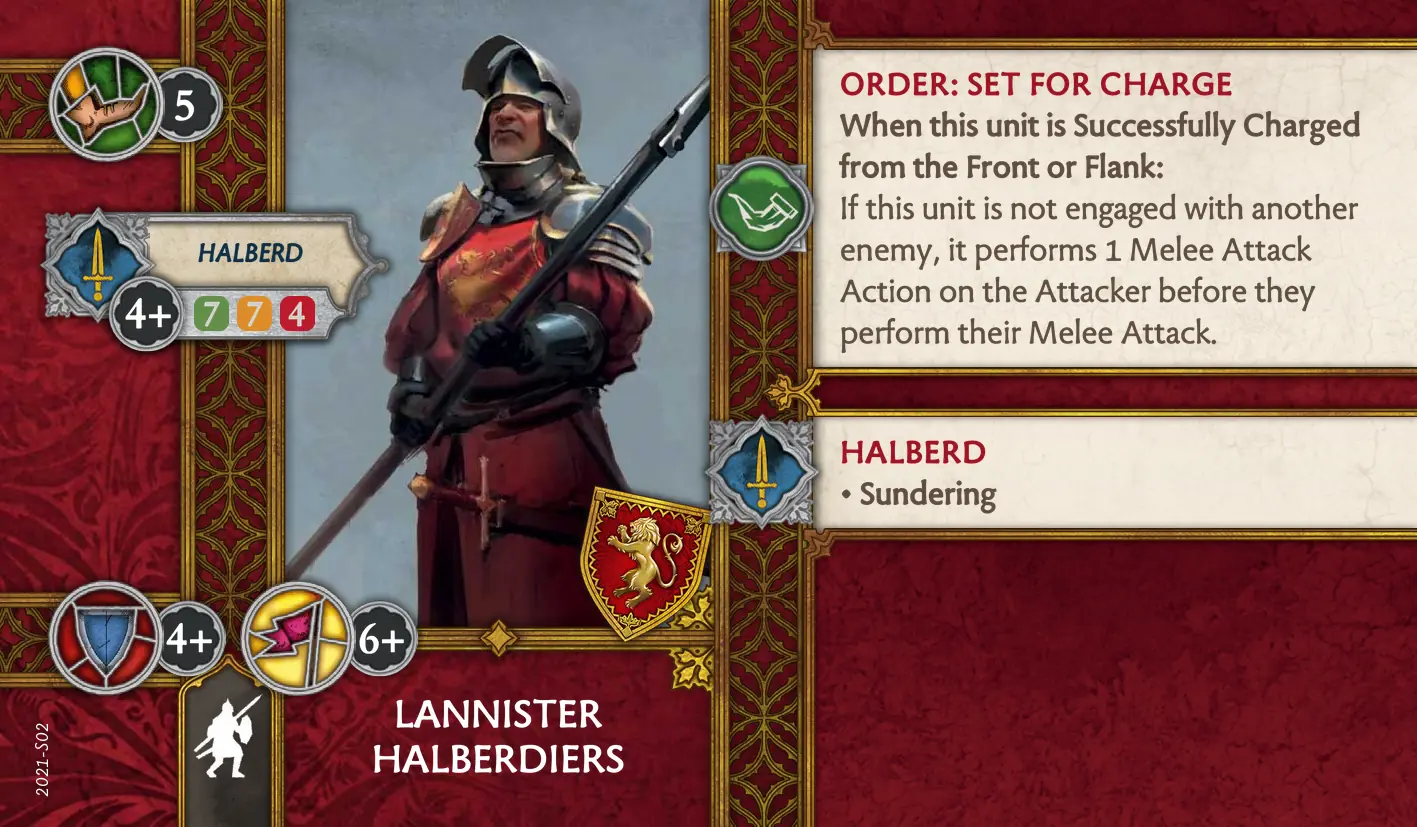 5
HALBERD
4+ 7 7 4
4+
6+
LANNISTER
HALBERDIERS
2021-S02
ORDER: SET FOR CHARGE
When this unit is Successfully Charged
from the Front or Flank:
If this unit is not engaged with another
enemy, it performs 1 Melee Attack
Action on the Attacker before they
perform their Melee Attack.
HALBERD
• Sundering